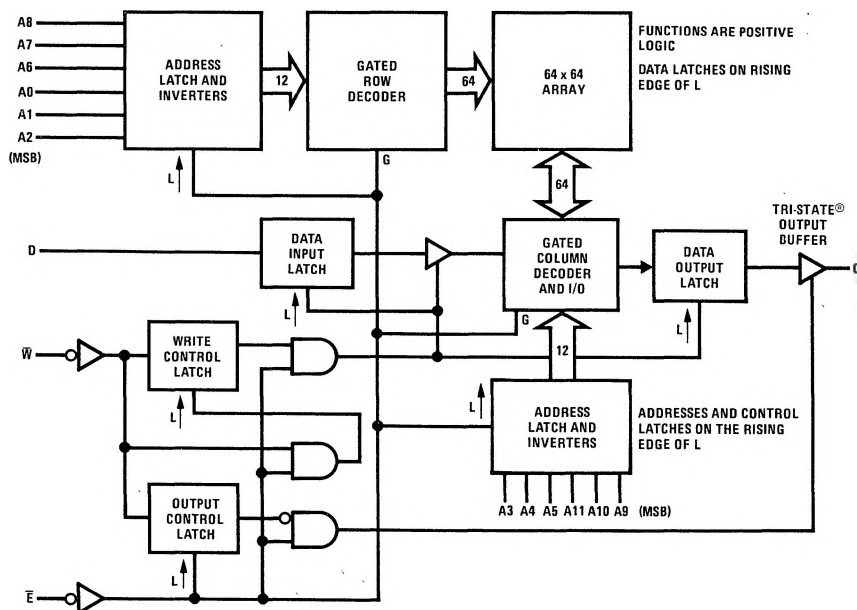 A8
A7
A6
A0
A1
A2
(MSB)
ADDRESS
LATCH AND
INVERTERS
L
12
GATED
ROW
DECODER
G
64
64 x 64
ARRAY
FUNCTIONS ARE POSITIVE
LOGIC
DATA LATCHES ON RISING
EDGE OF L
64
D
DATA
INPUT
LATCH
L
GATED
COLUMN
DECODER
AND I/O
G
DATA
OUTPUT
LATCH
L
TRI-STATE®
OUTPUT
BUFFER
W̅
WRITE
CONTROL
LATCH
L
12
L
ADDRESS
LATCH AND
INVERTERS
ADDRESSES AND CONTROL
LATCHES ON THE RISING
EDGE OF L
A3 A4 A5 A11 A10 A9 (MSB)
OUTPUT
CONTROL
LATCH
L
E̅